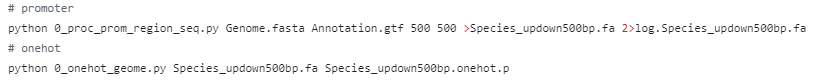 # promoter
python 0_proc_prom_region_seq.py Genome.fasta Annotation.gtf 500 500 >Species_updown500bp.fa 2>log.Species_updown500bp.fa
# onehot
python 0_onehot_geome.py Species_updown500bp.fa Species_updown500bp.onehot.p